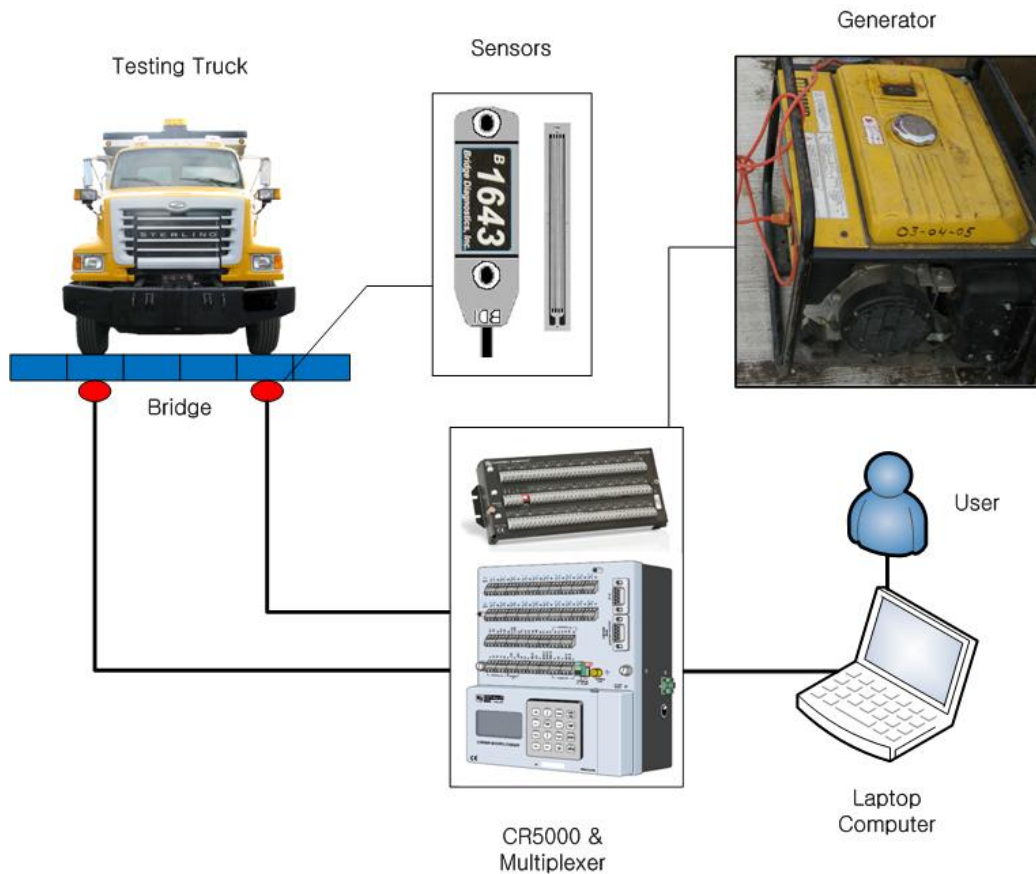 Generator
Sensors
Testing Truck
B 1643
Bridge Diagnostics, Inc.
BDI
STERLING
03-04-05
Bridge
User
Laptop
Computer
CR5000 &
Multiplexer